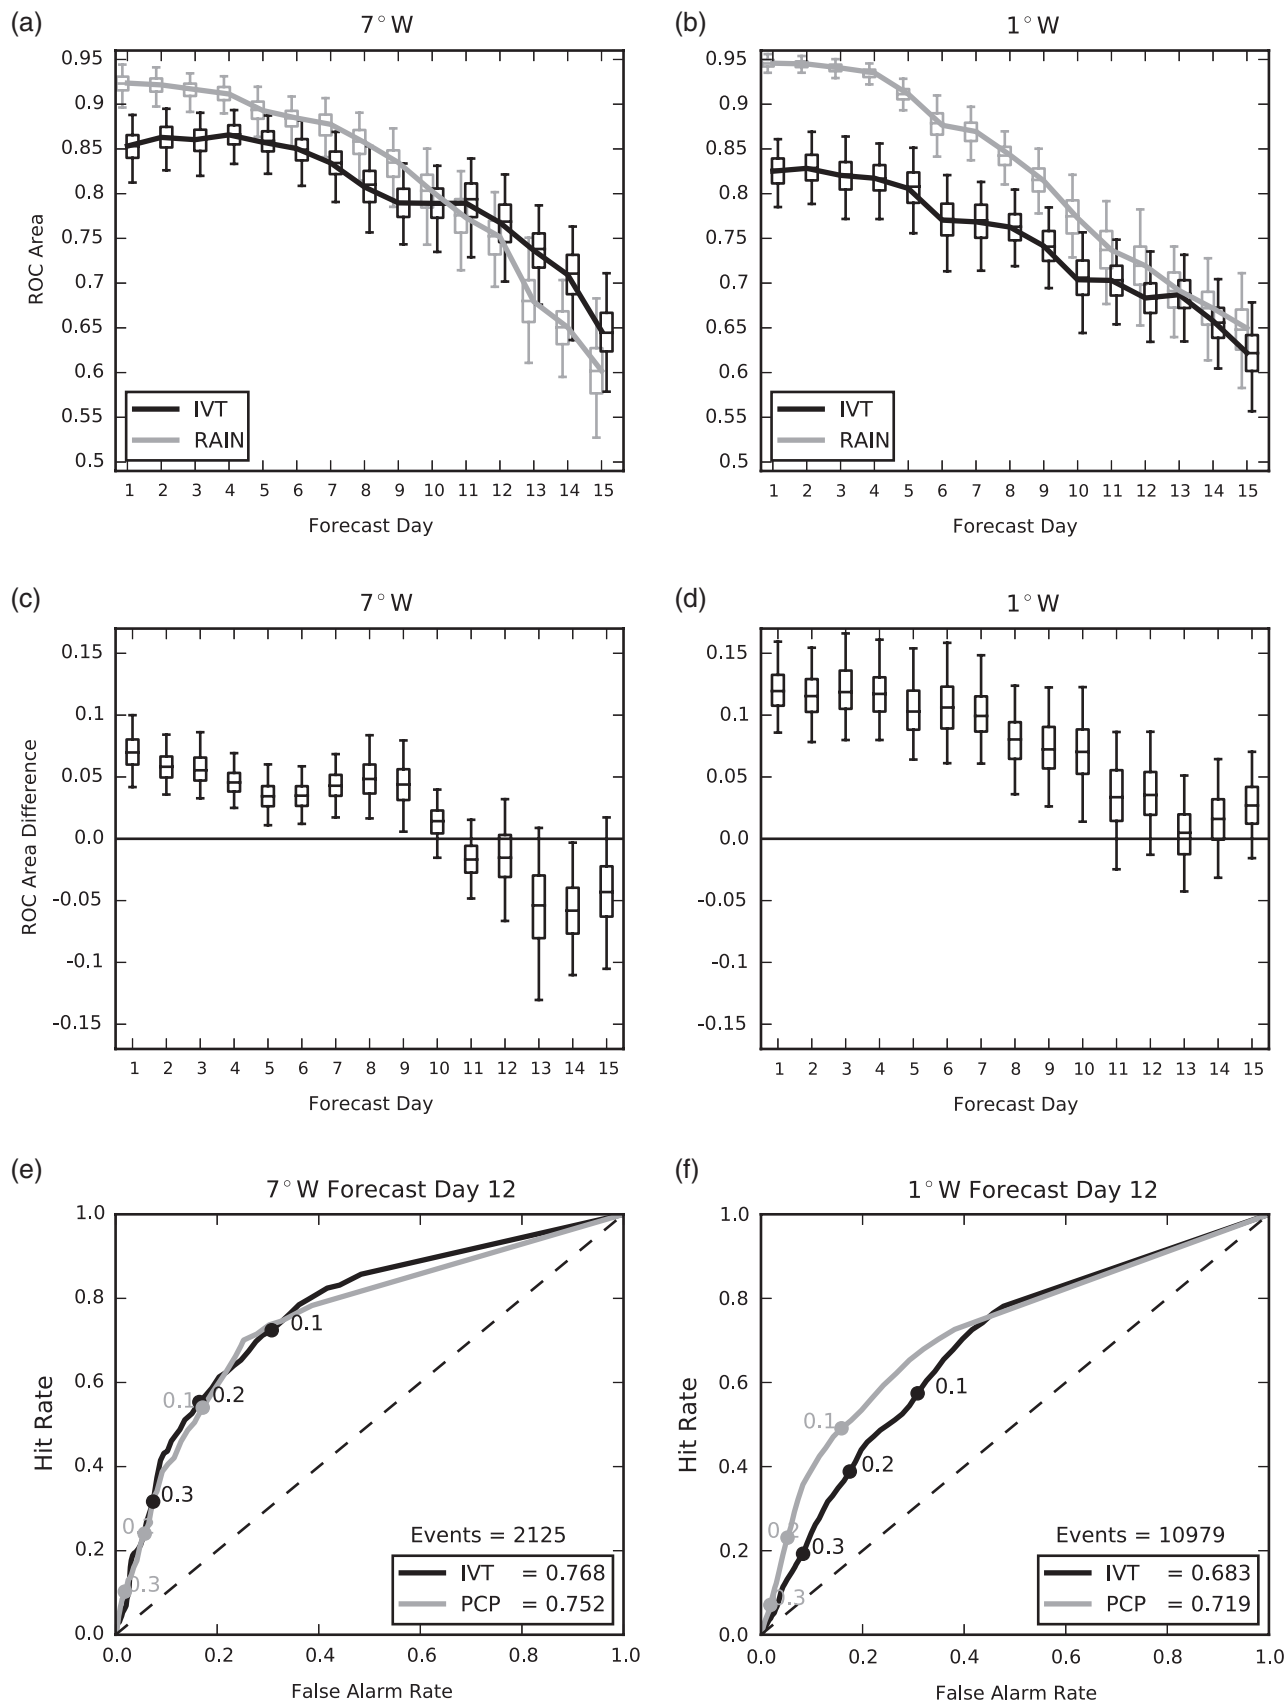 (a)
7°W
ROC Area
0.95
0.9
0.85
0.8
0.75
0.7
0.65
0.6
0.55
0.5
IVT
RAIN
1 2 3 4 5 6 7 8 9 10 11 12 13 14 15
Forecast Day
(b)
1°W
0.95
0.9
0.85
0.8
0.75
0.7
0.65
0.6
0.55
0.5
IVT
RAIN
1 2 3 4 5 6 7 8 9 10 11 12 13 14 15
Forecast Day
(c)
7°W
ROC Area Difference
0.15
0.1
0.05
0.0
-0.05
-0.1
-0.15
1 2 3 4 5 6 7 8 9 10 11 12 13 14 15
Forecast Day
(d)
1°W
0.15
0.1
0.05
0.0
-0.05
-0.1
-0.15
1 2 3 4 5 6 7 8 9 10 11 12 13 14 15
Forecast Day
(e)
7°W Forecast Day 12
Hit Rate
1.0
0.8
0.6
0.4
0.2
0.0
0.1
0.1
0.2
0.3
0.2
0.3
Events = 2125
IVT = 0.768
PCP = 0.752
0.0 0.2 0.4 0.6 0.8 1.0
False Alarm Rate
(f)
1°W Forecast Day 12
Hit Rate
1.0
0.8
0.6
0.4
0.2
0.0
0.1
0.1
0.2
0.2
0.3
0.3
Events = 10979
IVT = 0.683
PCP = 0.719
0.0 0.2 0.4 0.6 0.8 1.0
False Alarm Rate